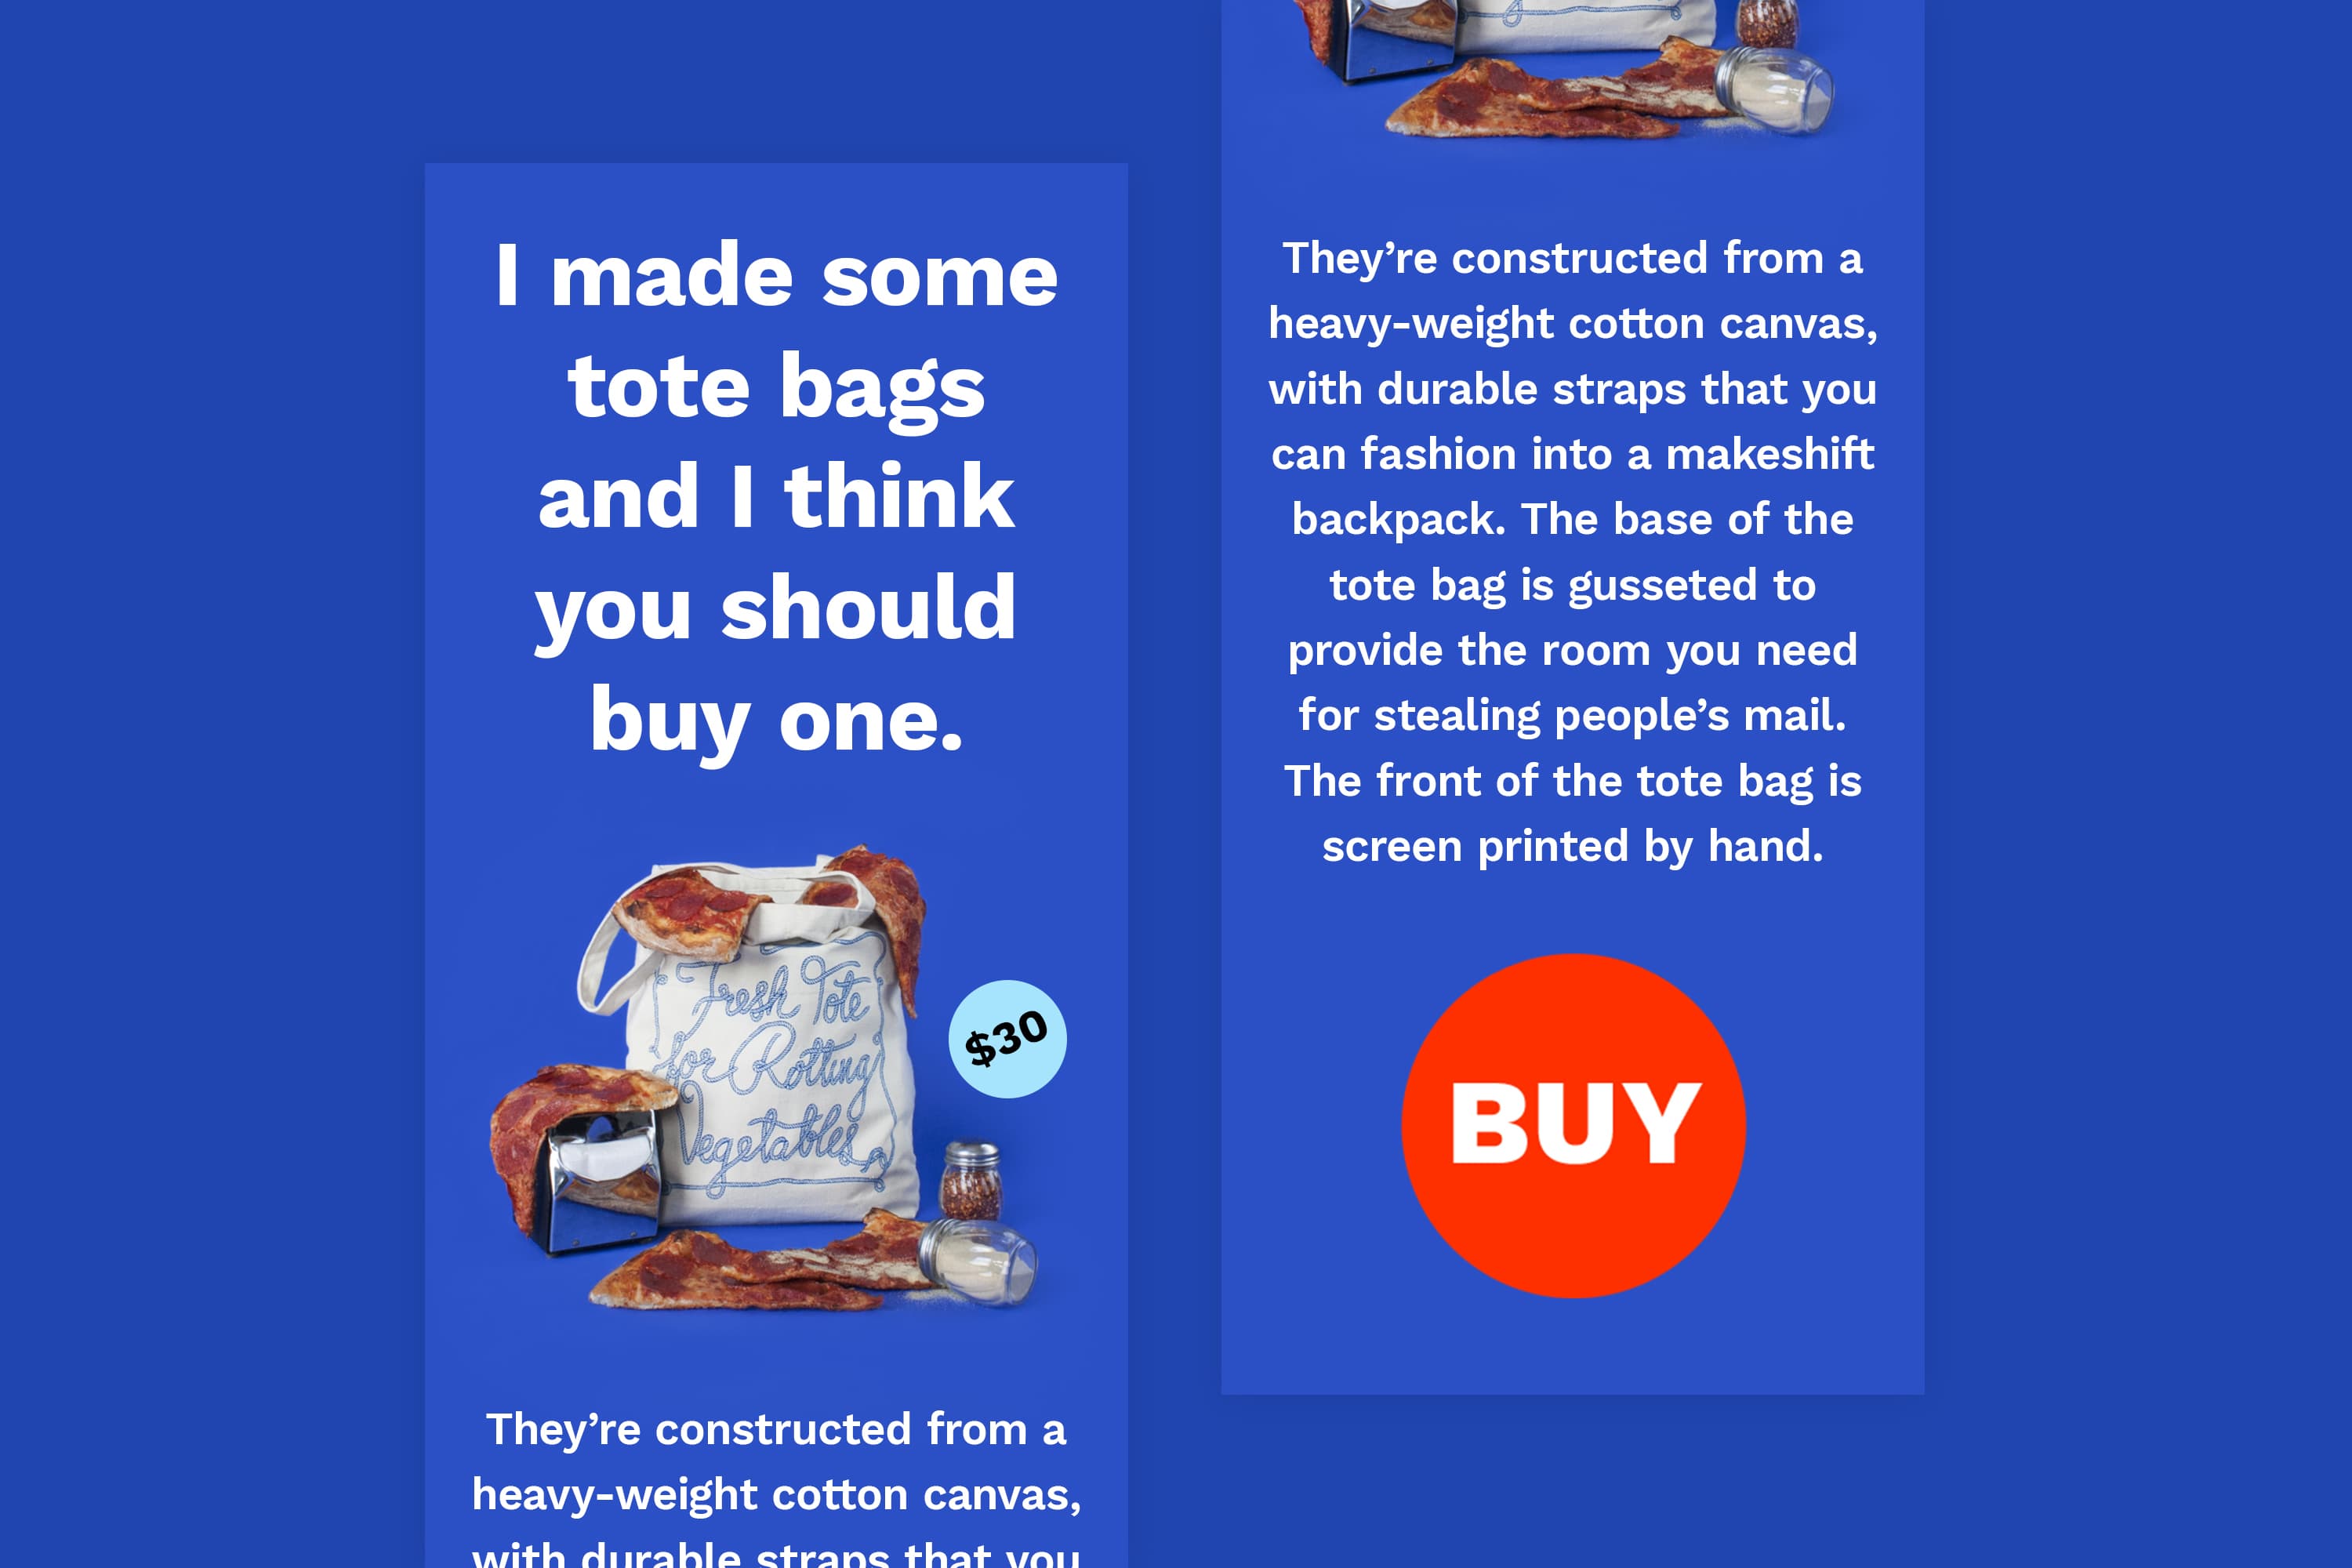 I made some
tote bags
and I think
you should
buy one.
Fresh Tote
for Rotting
Vegetables
$30
They’re constructed from a
heavy-weight cotton canvas,
with durable straps that you
They’re constructed from a
heavy-weight cotton canvas,
with durable straps that you
can fashion into a makeshift
backpack. The base of the
tote bag is gusseted to
provide the room you need
for stealing people’s mail.
The front of the tote bag is
screen printed by hand.
BUY